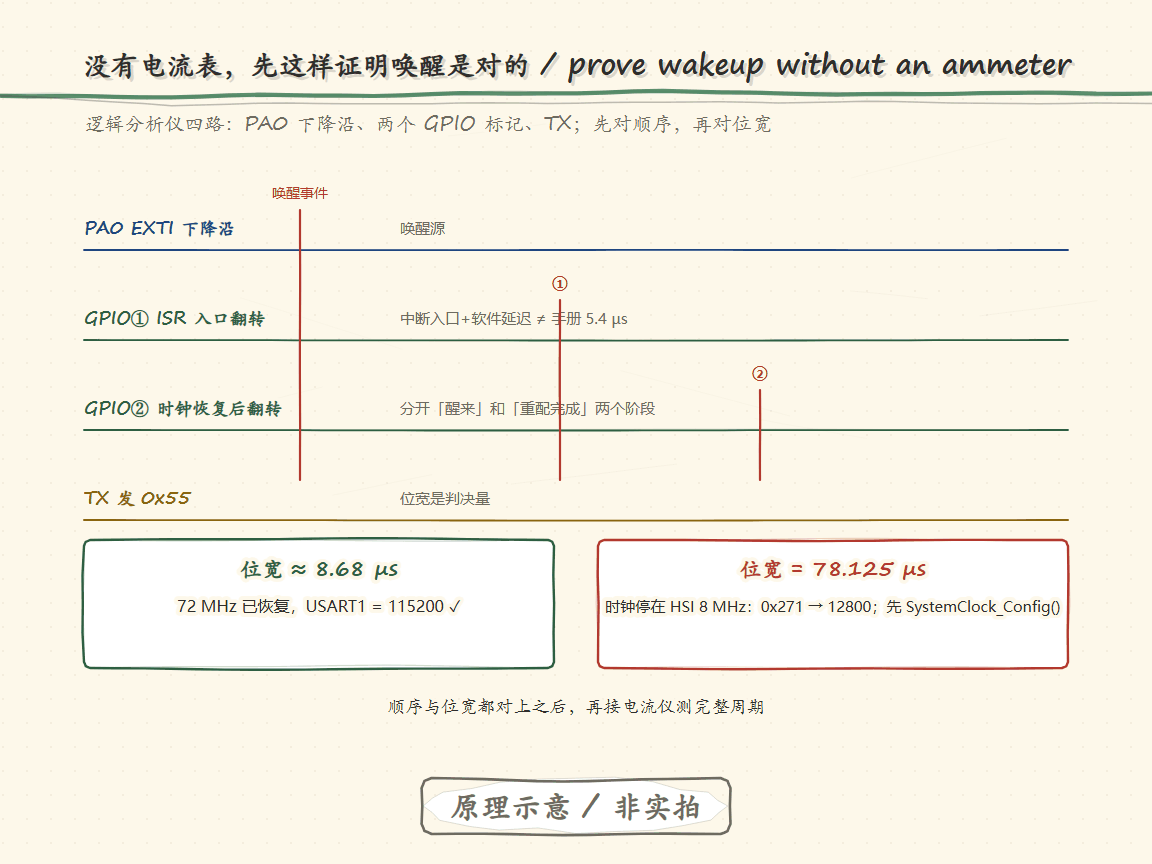 没有电流表，先这样证明唤醒是对的 / prove wakeup without an ammeter
逻辑分析仪四路：PA0 下降沿、两个 GPIO 标记、TX；先对顺序，再对位宽
唤醒事件
PA0 EXTI 下降沿
唤醒源
①
GPIO① ISR 入口翻转
中断入口+软件延迟 ≠ 手册 5.4 µs
②
GPIO② 时钟恢复后翻转
分开「醒来」和「重配完成」两个阶段
TX 发 0x55
位宽是判决量
位宽 ≈ 8.68 µs
72 MHz 已恢复，USART1 = 115200 ✓
位宽 = 78.125 µs
时钟停在 HSI 8 MHz：0x271 → 12800；先 SystemClock_Config()
顺序与位宽都对上之后，再接电流仪测完整周期
原理示意 / 非实拍